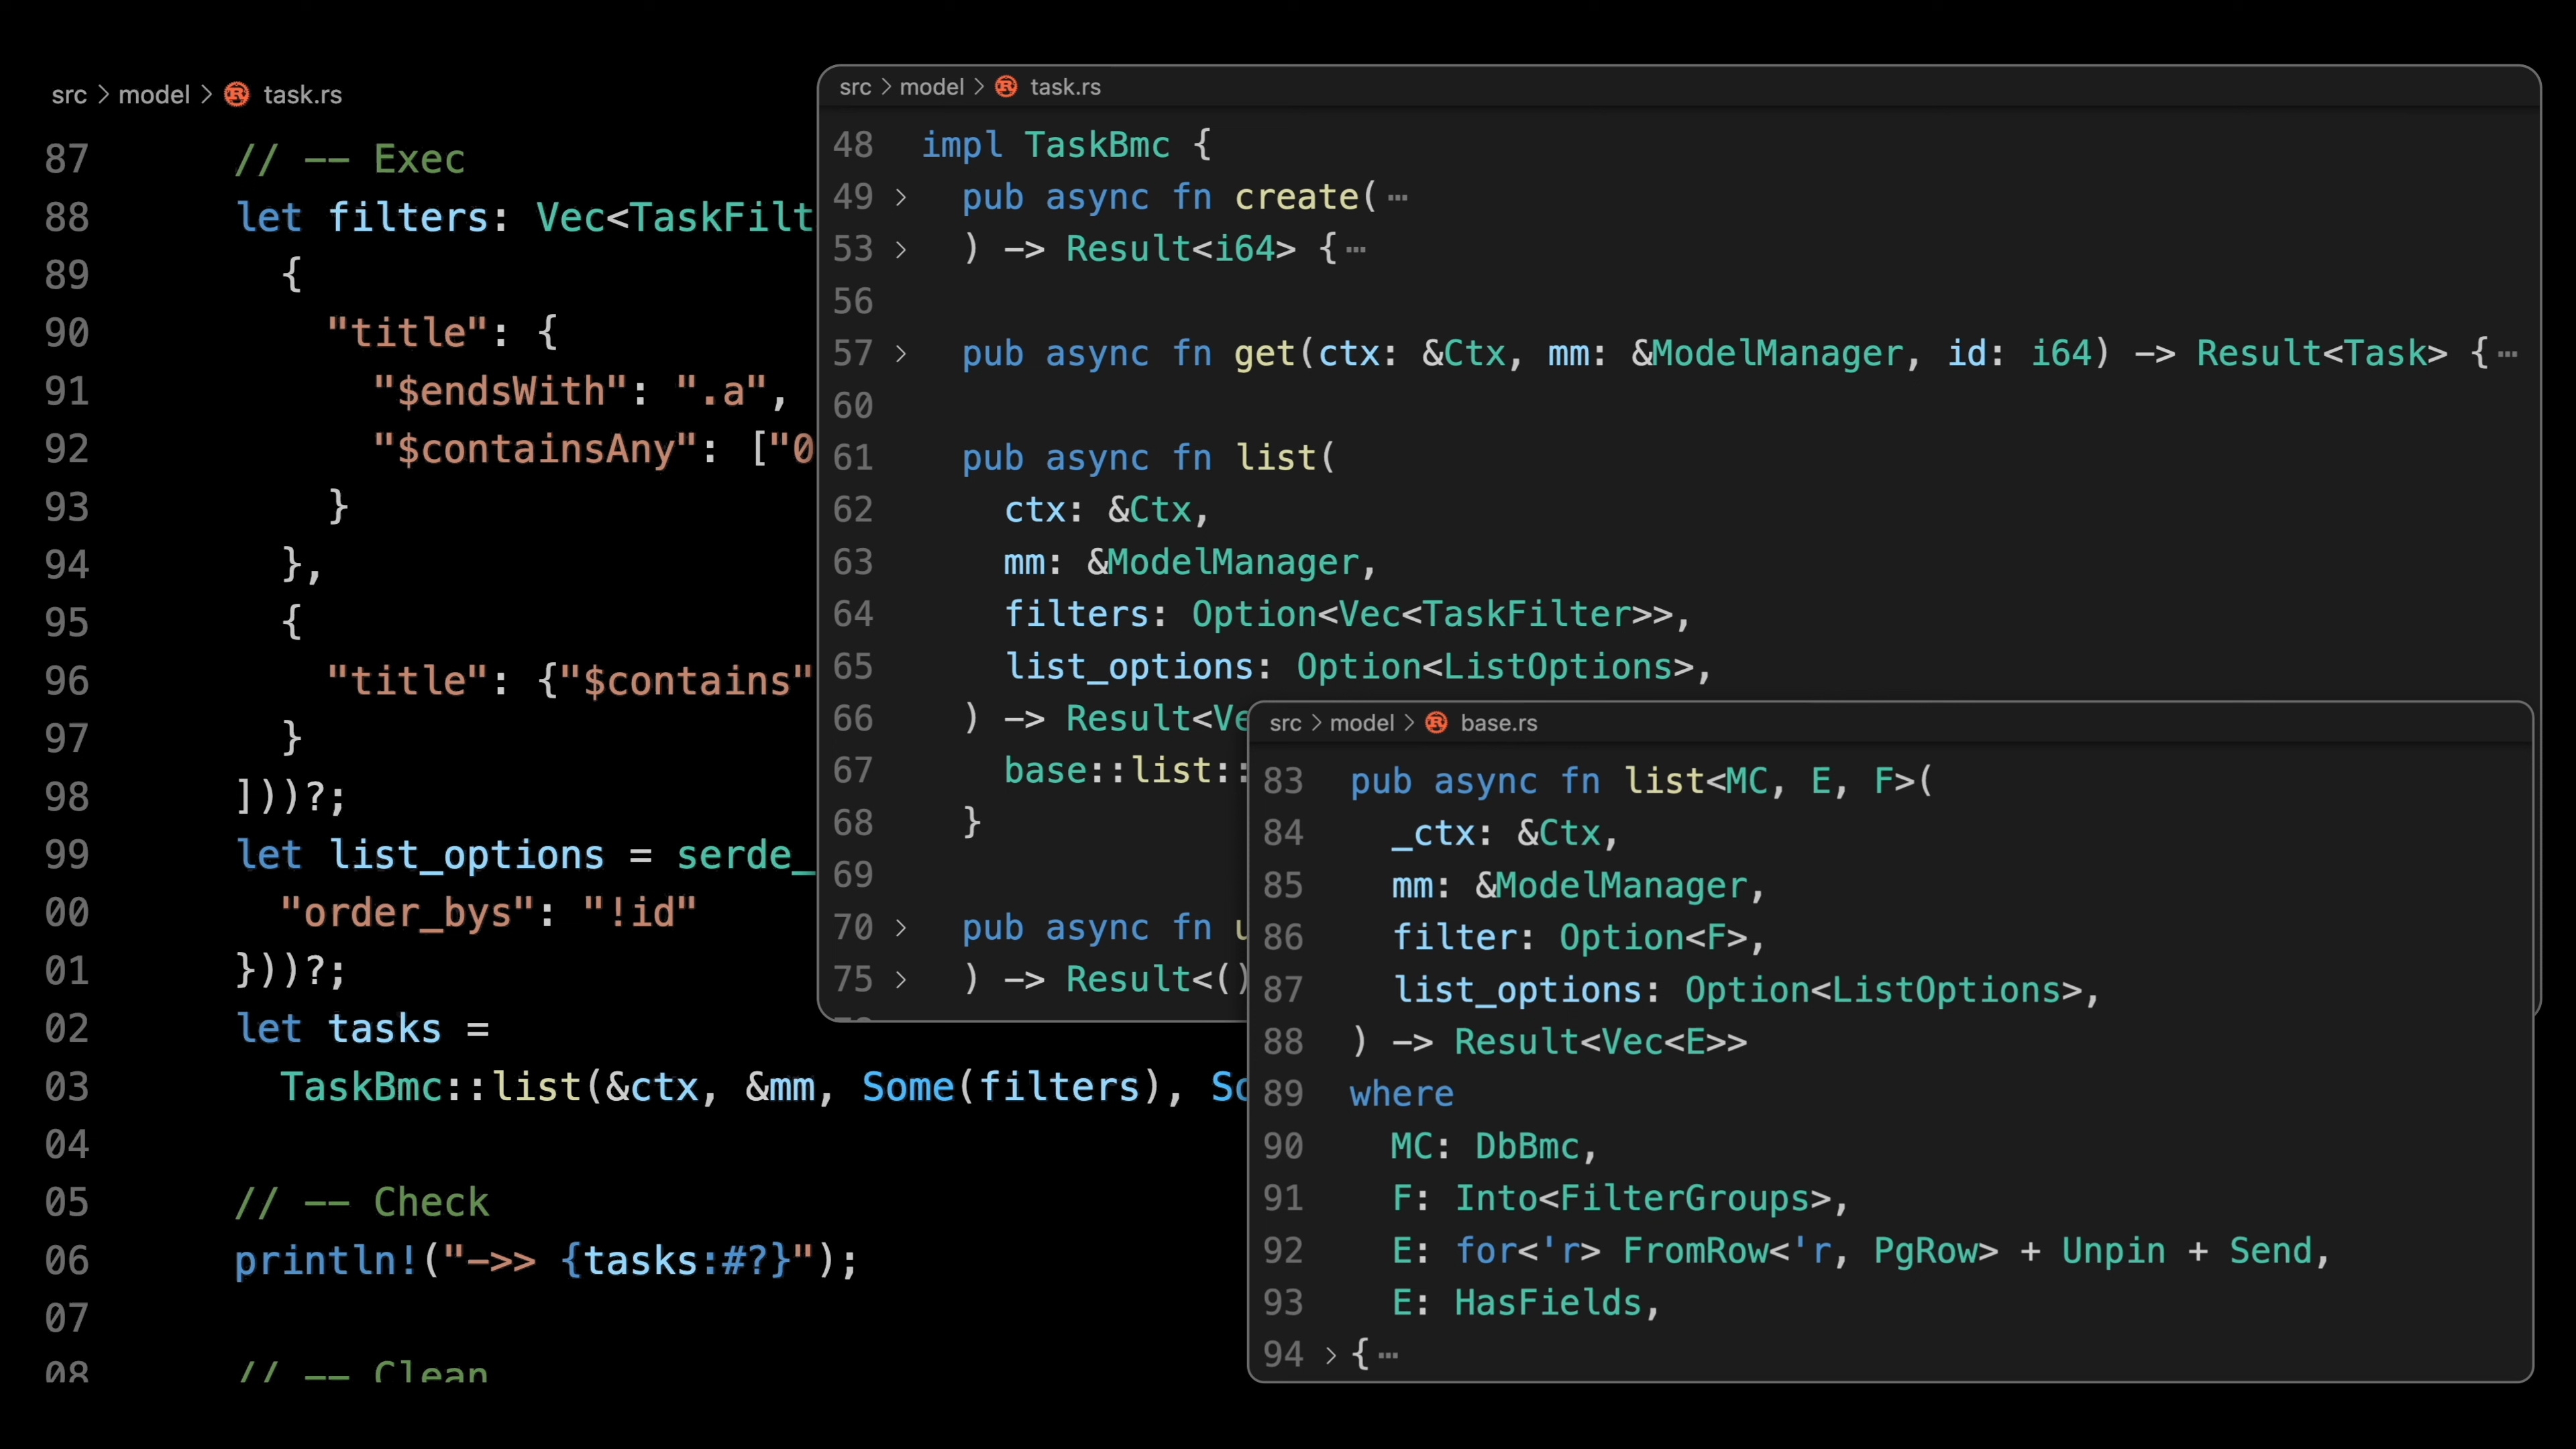 src > model > task.rs
87 // -- Exec
88 let filters: Vec<TaskFilt
89 {
90 "title": {
91 "$endsWith": ".a",
92 "$containsAny": ["0
93 }
94 },
95 {
96 "title": {"$contains"
97 }
98 ]))?;
99 let list_options = serde_
00 "order_bys": "!id"
01 }))?;
02 let tasks =
03 TaskBmc::list(&ctx, &mm, Some(filters), So
04
05 // -- Check
06 println!("->> {tasks:#?}");
07
08 // -- Clean
src > model > task.rs
48 impl TaskBmc {
49 > pub async fn create( ⋯
53 > ) -> Result<i64> { ⋯
56
57 > pub async fn get(ctx: &Ctx, mm: &ModelManager, id: i64) -> Result<Task> { ⋯
60
61 pub async fn list(
62 ctx: &Ctx,
63 mm: &ModelManager,
64 filters: Option<Vec<TaskFilter>>,
65 list_options: Option<ListOptions>,
66 ) -> Result<Ve
67 base::list::
68 }
69
70 > pub async fn u
75 > ) -> Result<()
src > model > base.rs
83 pub async fn list<MC, E, F>(
84 _ctx: &Ctx,
85 mm: &ModelManager,
86 filter: Option<F>,
87 list_options: Option<ListOptions>,
88 ) -> Result<Vec<E>>
89 where
90 MC: DbBmc,
91 F: Into<FilterGroups>,
92 E: for<'r> FromRow<'r, PgRow> + Unpin + Send,
93 E: HasFields,
94 > { ⋯